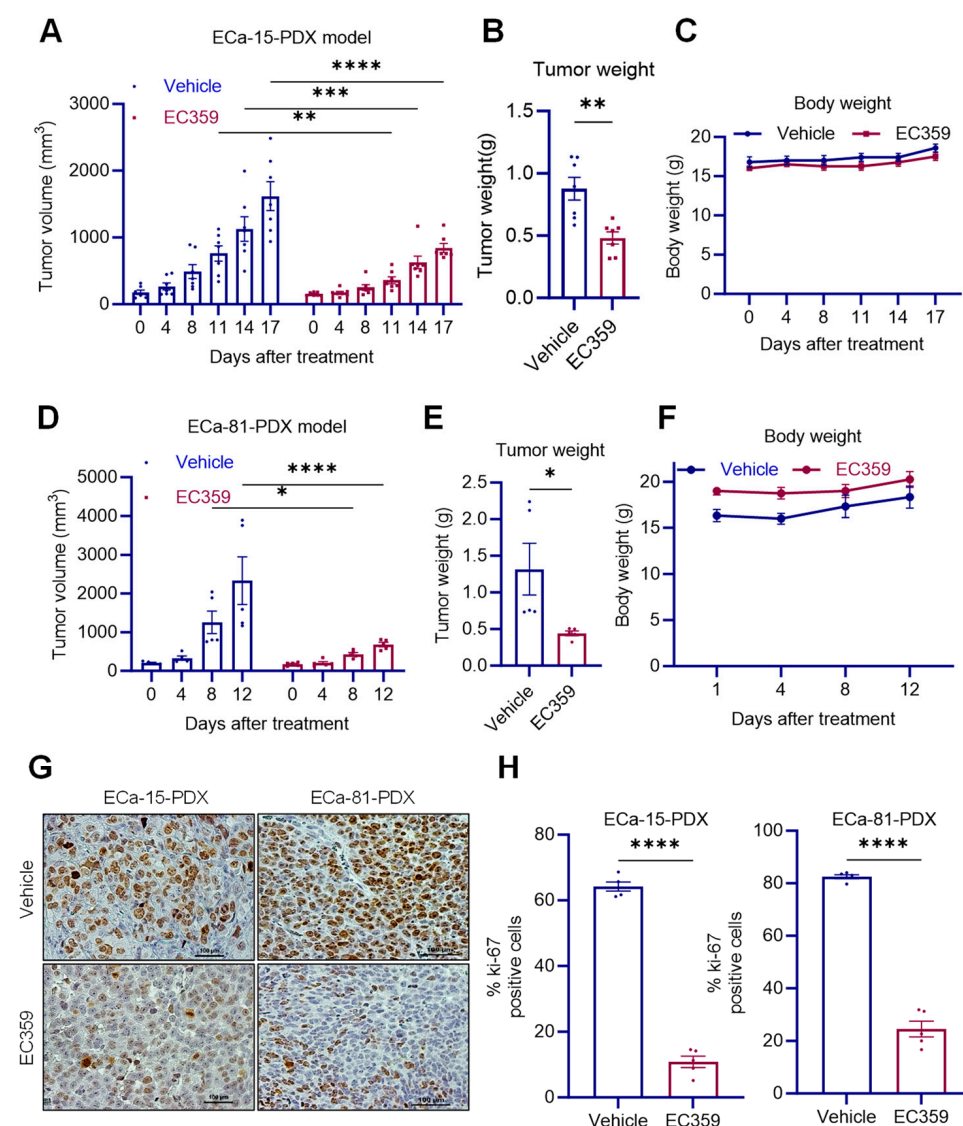 A
ECa-15-PDX model
Vehicle
EC359
****
***
**
Tumor volume (mm³)
3000
2000
1000
0
0 4 8 11 14 17 0 4 8 11 14 17
Days after treatment
B
Tumor weight
**
Tumor weight(g)
1.5
1.0
0.5
0.0
Vehicle
EC359
C
Body weight
Vehicle EC359
Body weight (g)
20
15
10
5
0
0 4 8 11 14 17
Days after treatment
D
ECa-81-PDX model
Vehicle
EC359
****
*
Tumor volume (mm³)
5000
4000
3000
2000
1000
0
0 4 8 12 0 4 8 12
Days after treatment
E
Tumor weight
*
Tumor weight (g)
2.5
2.0
1.5
1.0
0.5
0.0
Vehicle
EC359
F
Body weight
Vehicle EC359
Body weight (g)
20
15
10
5
0
1 4 8 12
Days after treatment
G
ECa-15-PDX ECa-81-PDX
Vehicle
EC359
100 µm
100 µm
100 µm
100 µm
H
ECa-15-PDX
****
% ki-67
positive cells
80
60
40
20
0
Vehicle EC359
ECa-81-PDX
****
% ki-67
positive cells
100
80
60
40
20
0
Vehicle EC359